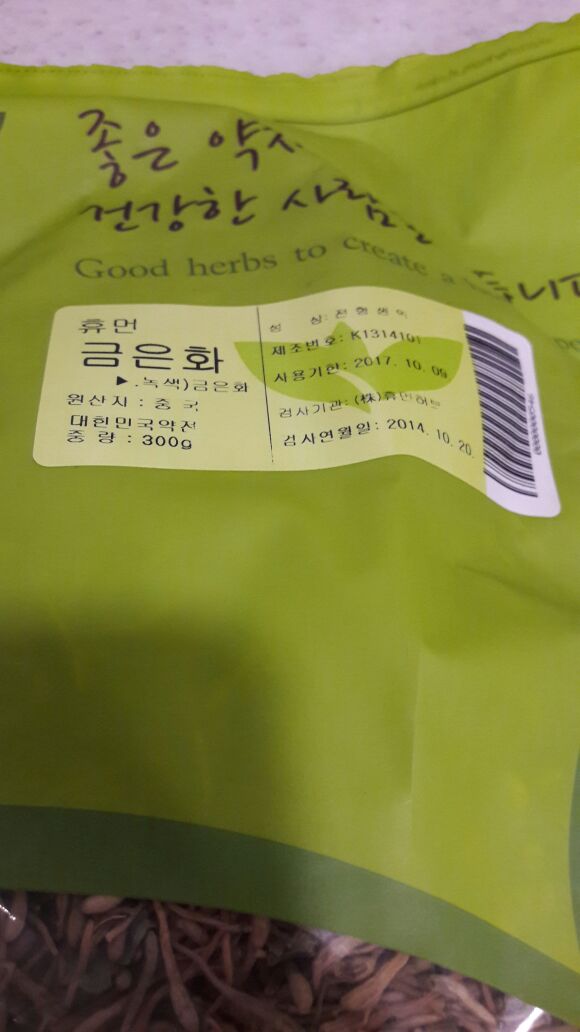 좋은
건강한 사람
Good herbs to create a
휴니
휴먼
금은화
▶.녹색)금은화
원산지 : 중국
대한민국약전
중 량 : 300g
성 상: 전형생약
제조번호: K1314101
사용기한: 2017. 10. 09
검사기관: (株)휴먼허브
검사연월일: 2014. 10. 20.